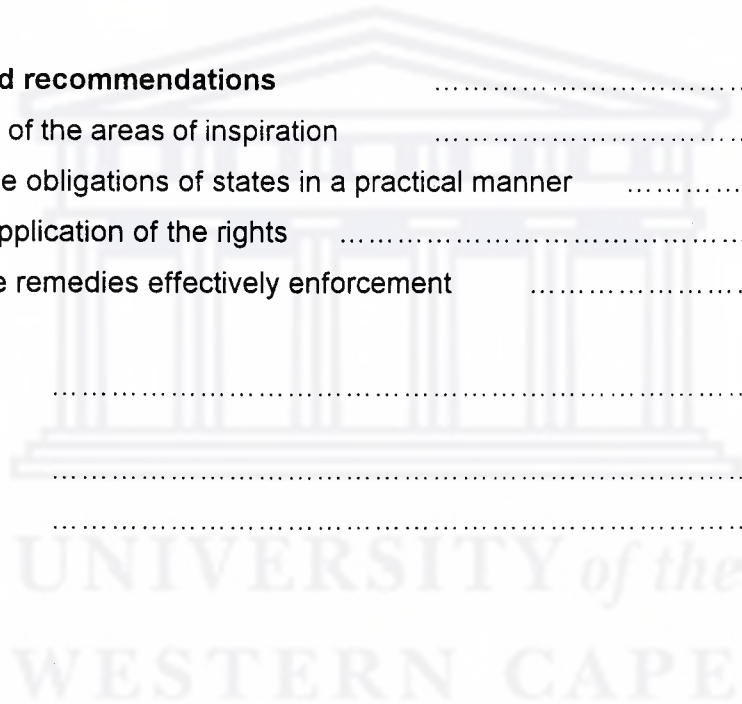 d recommendations ........................................
of the areas of inspiration ........................................
e obligations of states in a practical manner ............
pplication of the rights ....................................................
e remedies effectively enforcement ...........................
....................................................................................................
....................................................................................................
....................................................................................................
UNIVERSITY of the
WESTERN CAPE